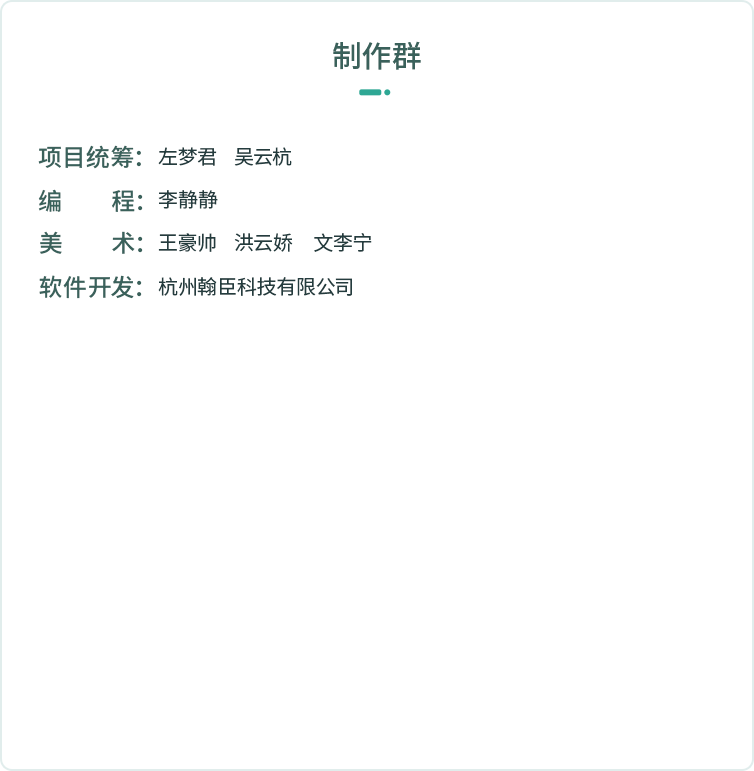 制作群
项目统筹：左梦君 吴云杭
编 程：李静静
美 术：王豪帅 洪云娇 文李宁
软件开发：杭州翰臣科技有限公司